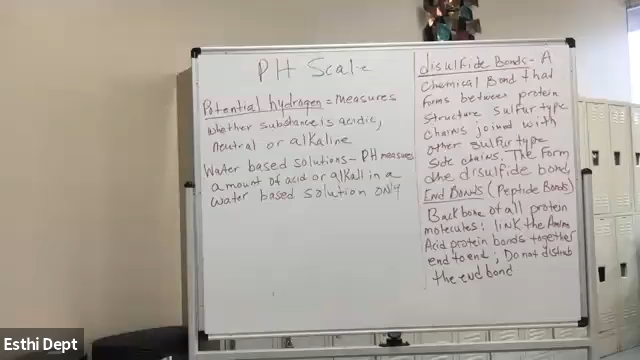 PH Scale
Potential hydrogen = Measures
whether substance is acidic,
neutral or alkaline
Water based solutions - PH measures
amount of acid or alkali in a
water based solution ONLY
disulfide Bonds - A
Chemical Bond that
Forms between protein
structure sulfur type
chains joined with
other sulfur type
side chains. The form
the disulfide bond,
End Bonds (Peptide Bonds)
Backbone of all protein
molecules: link the Amino
Acid protein bonds together
end to end; Do not distrub
the end bond
Esthi Dept